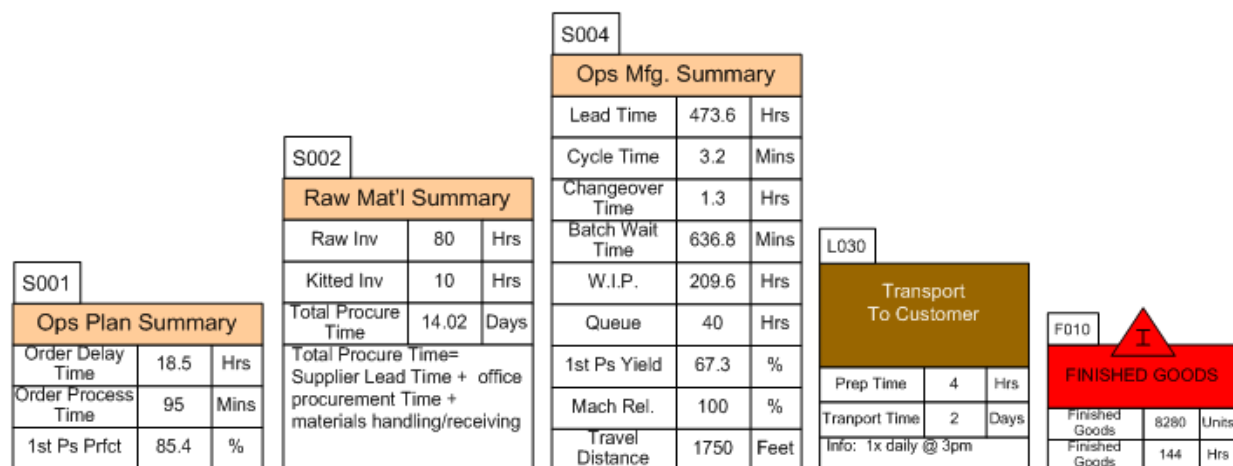 S001
Ops Plan Summary
Order Delay
Time
18.5 Hrs
Order Process
Time
95 Mins
1st Ps Prfct 85.4 %
S002
Raw Mat'l Summary
Raw Inv 80 Hrs
Kitted Inv 10 Hrs
Total Procure
Time
14.02 Days
Total Procure Time=
Supplier Lead Time + office
procurement Time +
materials handling/receiving
S004
Ops Mfg. Summary
Lead Time 473.6 Hrs
Cycle Time 3.2 Mins
Changeover
Time
1.3 Hrs
Batch Wait
Time
636.8 Mins
W.I.P. 209.6 Hrs
Queue 40 Hrs
1st Ps Yield 67.3 %
Mach Rel. 100 %
Travel
Distance
1750 Feet
L030
Transport
To Customer
Prep Time 4 Hrs
Tranport Time 2 Days
Info: 1x daily @ 3pm
F010
I
FINISHED GOODS
Finished
Goods
8280 Units
Finished
Goods
144 Hrs